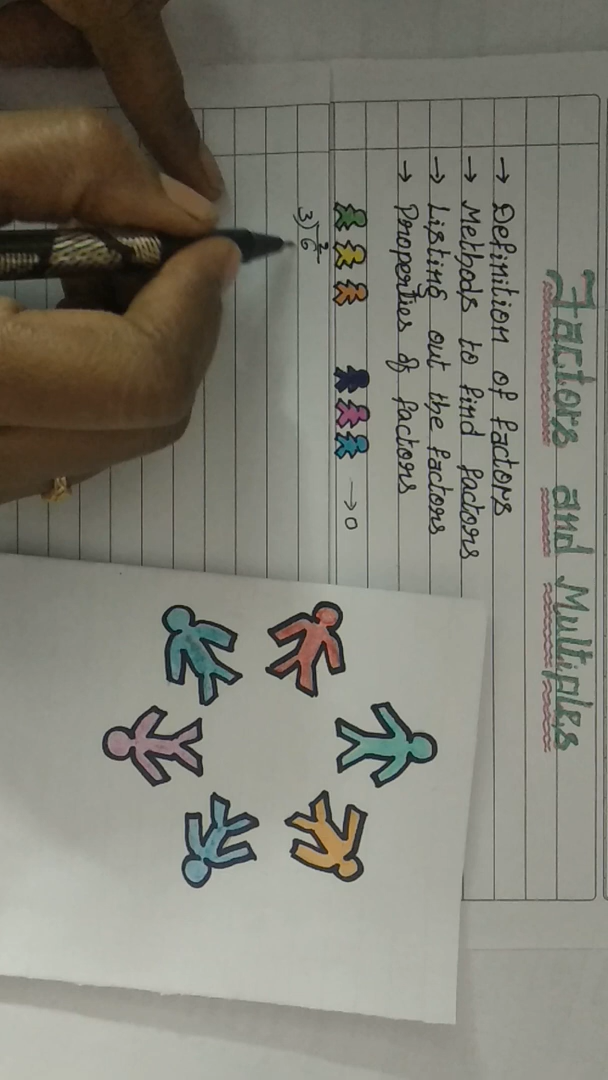 Factors and Multiples
→ Definition of factors
→ Methods to find factors
→ Listing out the factors
→ Properties of factors
→ 0
2
3)6